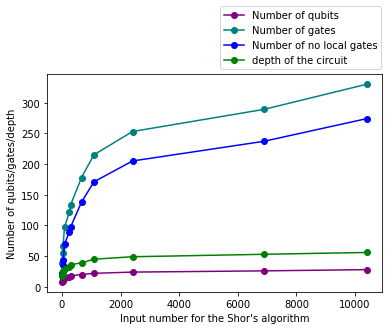 Number of qubits
Number of gates
Number of no local gates
depth of the circuit
Number of qubits/gates/depth
300
250
200
150
100
50
0
0 2000 4000 6000 8000 10000
Input number for the Shor's algorithm